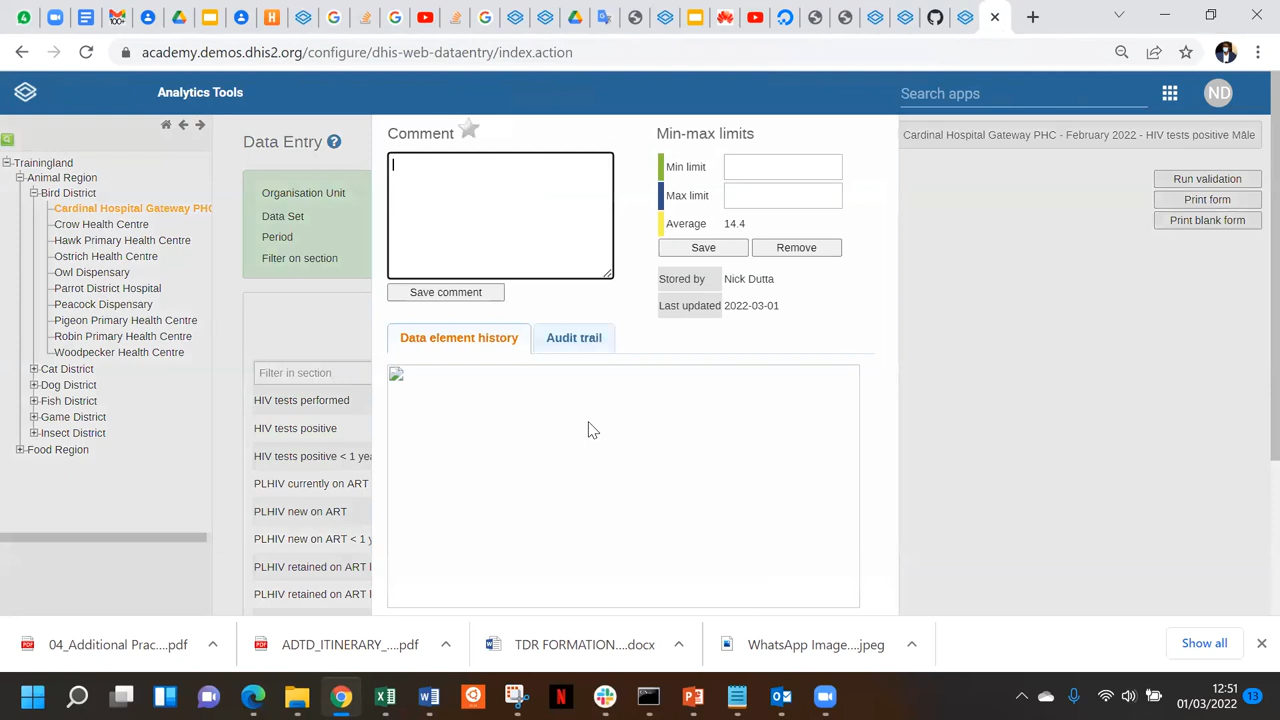 academy.demos.dhis2.org/configure/dhis-web-dataentry/index.action
Analytics Tools
Search apps
ND
Trainingland
Animal Region
Bird District
Cardinal Hospital Gateway PHC
Crow Health Centre
Hawk Primary Health Centre
Ostrich Health Centre
Owl Dispensary
Parrot District Hospital
Peacock Dispensary
Pigeon Primary Health Centre
Robin Primary Health Centre
Woodpecker Health Centre
Cat District
Dog District
Fish District
Game District
Insect District
Food Region
Data Entry ?
Organisation Unit
Data Set
Period
Filter on section
Filter in section
HIV tests performed
HIV tests positive
HIV tests positive < 1 yea
PLHIV currently on ART
PLHIV new on ART
PLHIV new on ART < 1 y
PLHIV retained on ART
PLHIV retained on ART
Comment
Save comment
Min-max limits
Min limit
Max limit
Average 14.4
Save Remove
Stored by Nick Dutta
Last updated 2022-03-01
Data element history Audit trail
Cardinal Hospital Gateway PHC - February 2022 - HIV tests positive Mâle
Run validation
Print form
Print blank form
04_Additional Prac....pdf
ADTD_ITINERARY_....pdf
TDR FORMATION....docx
WhatsApp Image....jpeg
Show all
12:51
01/03/2022
13